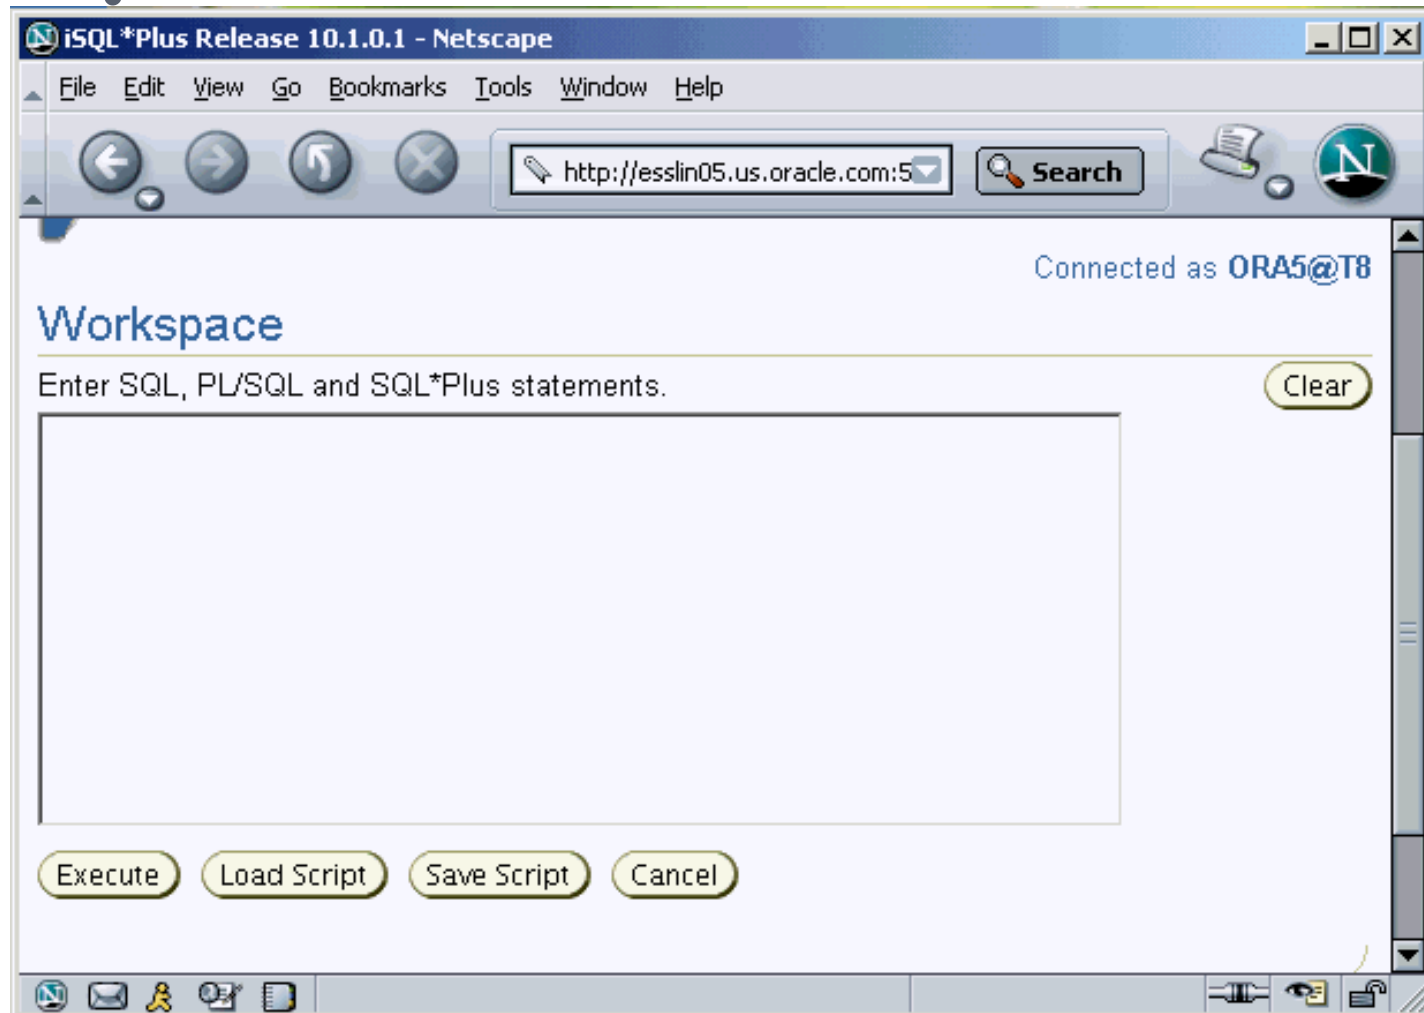 iSQL*Plus Release 10.1.0.1 - Netscape
File Edit View Go Bookmarks Tools Window Help
http://esslin05.us.oracle.com:5 Search N
Connected as ORA5@T8
Workspace
Enter SQL, PL/SQL and SQL*Plus statements. Clear
Execute Load Script Save Script Cancel